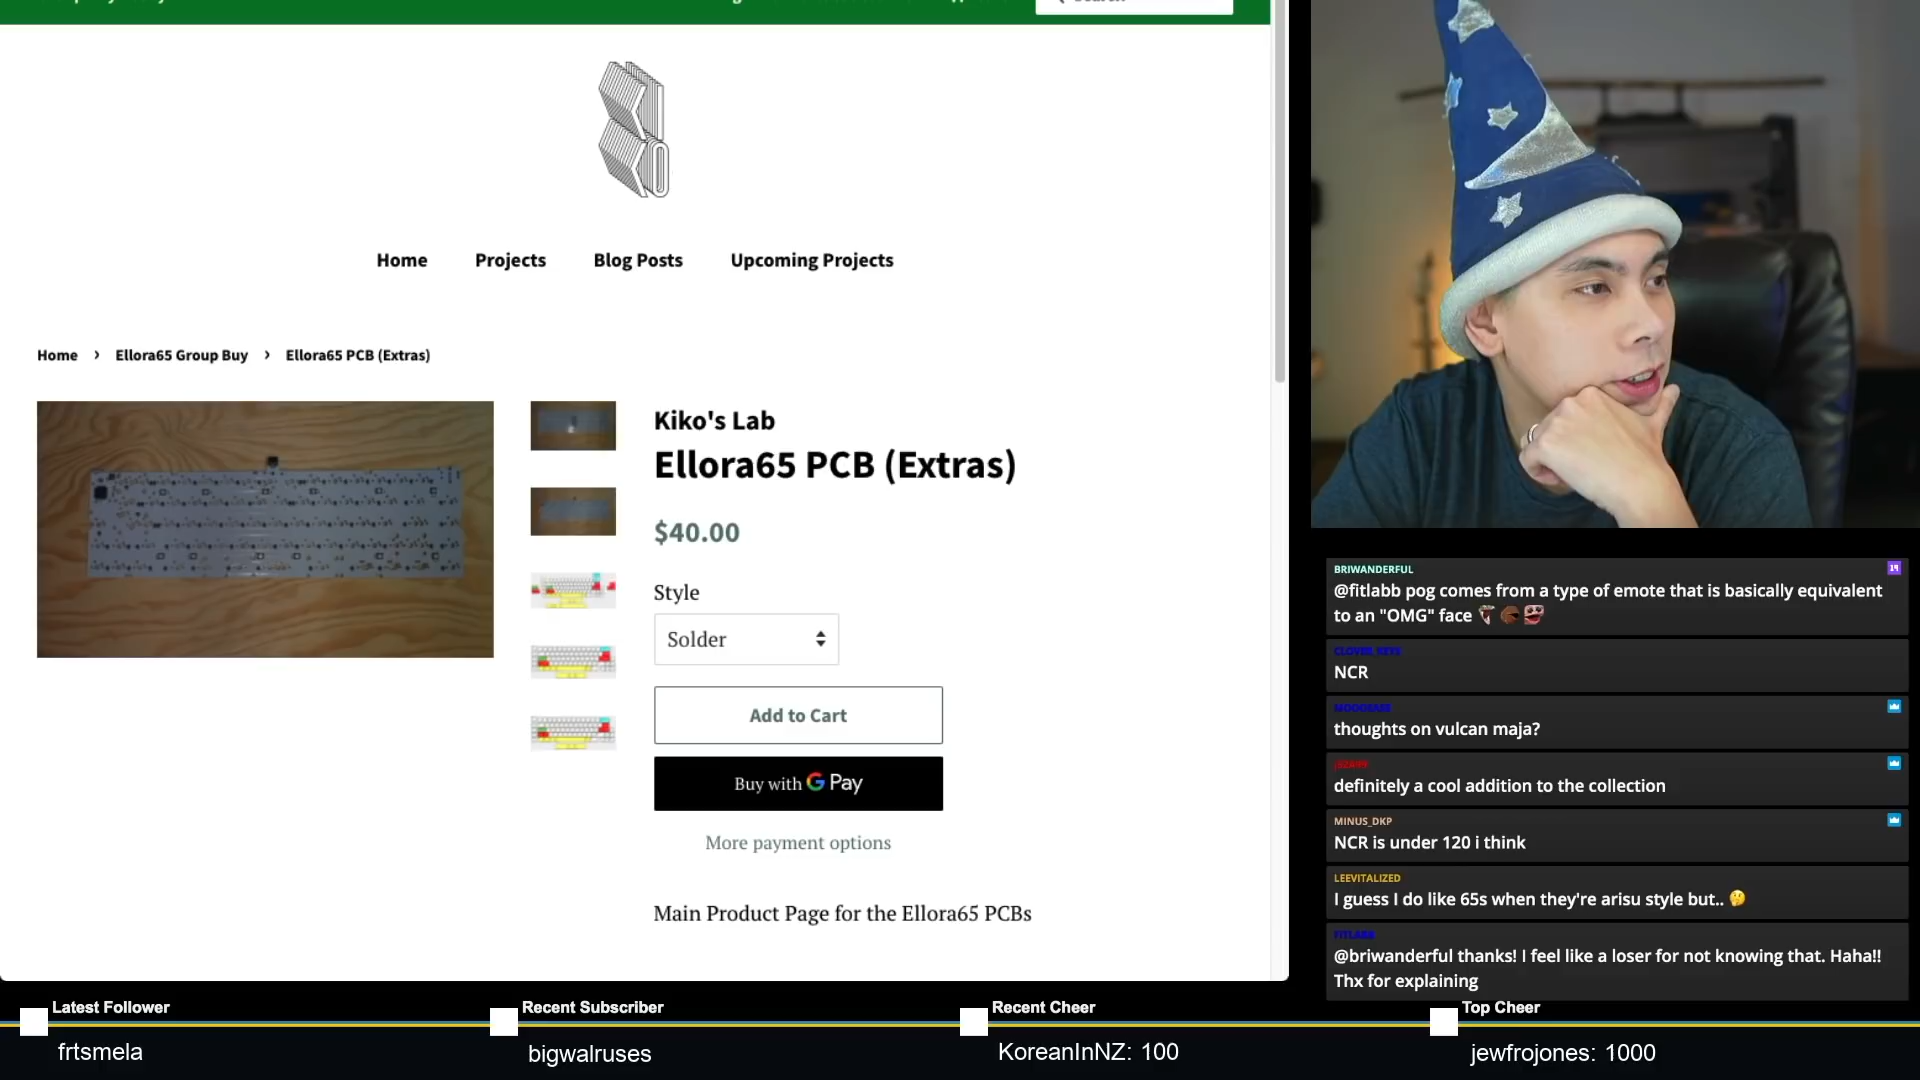 Home
Projects
Blog Posts
Upcoming Projects
Home › Ellora65 Group Buy › Ellora65 PCB (Extras)
Kiko's Lab
Ellora65 PCB (Extras)
$40.00
Style
Solder
Add to Cart
Buy with G Pay
More payment options
Main Product Page for the Ellora65 PCBs
BRIWANDERFUL
@fitlabb pog comes from a type of emote that is basically equivalent
to an "OMG" face
NCR
thoughts on vulcan maja?
definitely a cool addition to the collection
MINUS_DKP
NCR is under 120 i think
LEEVITALIZED
I guess I do like 65s when they're arisu style but.. 🤔
FITLABB
@briwanderful thanks! I feel like a loser for not knowing that. Haha!!
Thx for explaining
Latest Follower
frtsmela
Recent Subscriber
bigwalruses
Recent Cheer
KoreanInNZ: 100
Top Cheer
jewfrojones: 1000